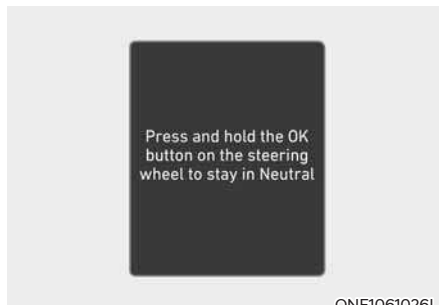 Press and hold the OK
button on the steering
wheel to stay in Neutral